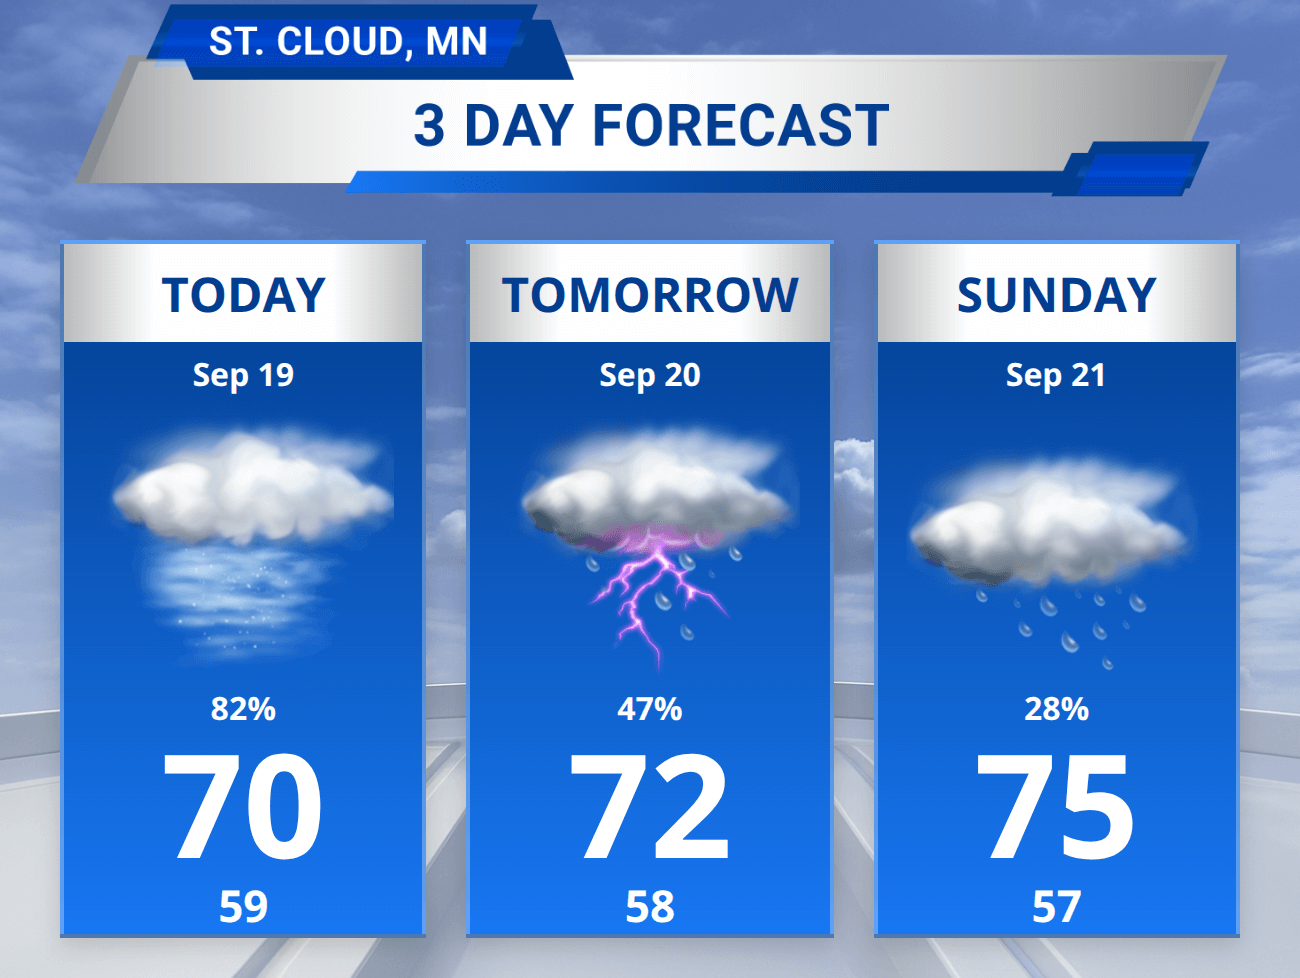 ST. CLOUD, MN
3 DAY FORECAST
TODAY
Sep 19
82%
70
59
TOMORROW
Sep 20
47%
72
58
SUNDAY
Sep 21
28%
75
57